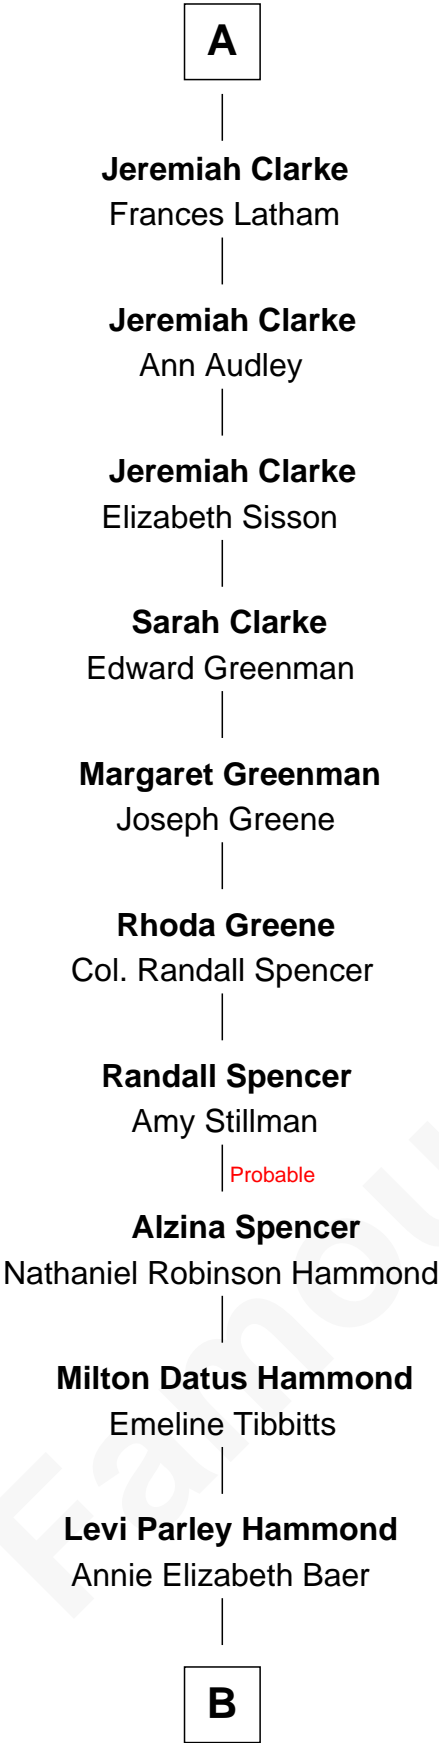 A
Jeremiah Clarke
Frances Latham
Jeremiah Clarke
Ann Audley
Jeremiah Clarke
Elizabeth Sisson
Sarah Clarke
Edward Greenman
Margaret Greenman
Joseph Greene
Rhoda Greene
Col. Randall Spencer
Randall Spencer
Amy Stillman
Probable
Alzina Spencer
Nathaniel Robinson Hammond
Milton Datus Hammond
Emeline Tibbitts
Levi Parley Hammond
Annie Elizabeth Baer
B
Famou